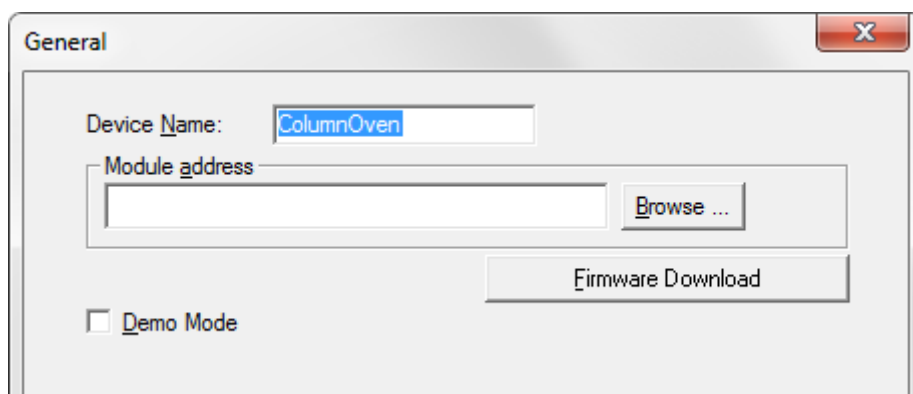 General
Device Name: ColumnOven
Module address
Browse ...
Firmware Download
Demo Mode